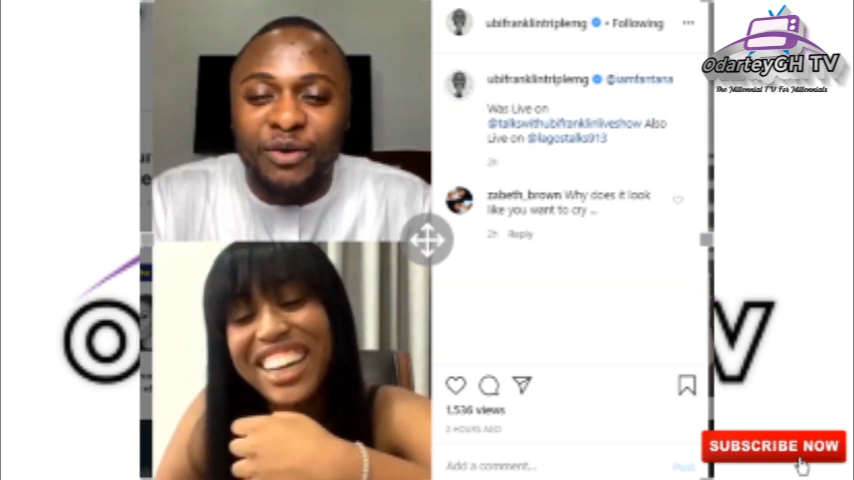 ubifranklintriplemg • Following
ubifranklintriplemg @iamfantana
Was Live on
@talkswithubifranklinliveshow Also
Live on @lagostalks913
2h
zabeth_brown Why does it look
like you want to cry ...
2h Reply
1,536 views
2 HOURS AGO
Add a comment...
Post
OdarteyGH TV
The Millennial TV For Millennials
SUBSCRIBE NOW
O
V